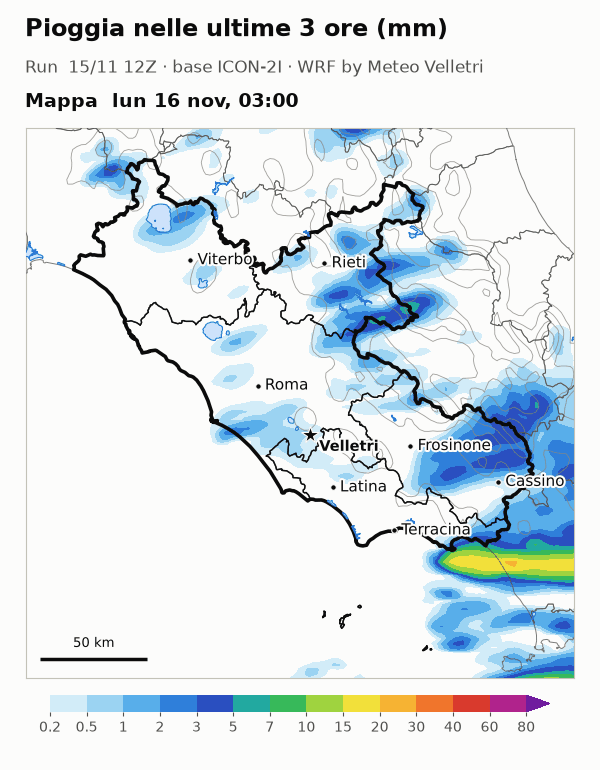 Pioggia nelle ultime 3 ore (mm)
Run  15/11 12Z · base ICON-2I · WRF by Meteo Velletri
Mappa  lun 16 nov, 03:00
Viterbo
Rieti
Roma
Velletri
Frosinone
Cassino
Latina
Terracina
50 km
0.2 0.5 1 2 3 5 7 10 15 20 30 40 60 80